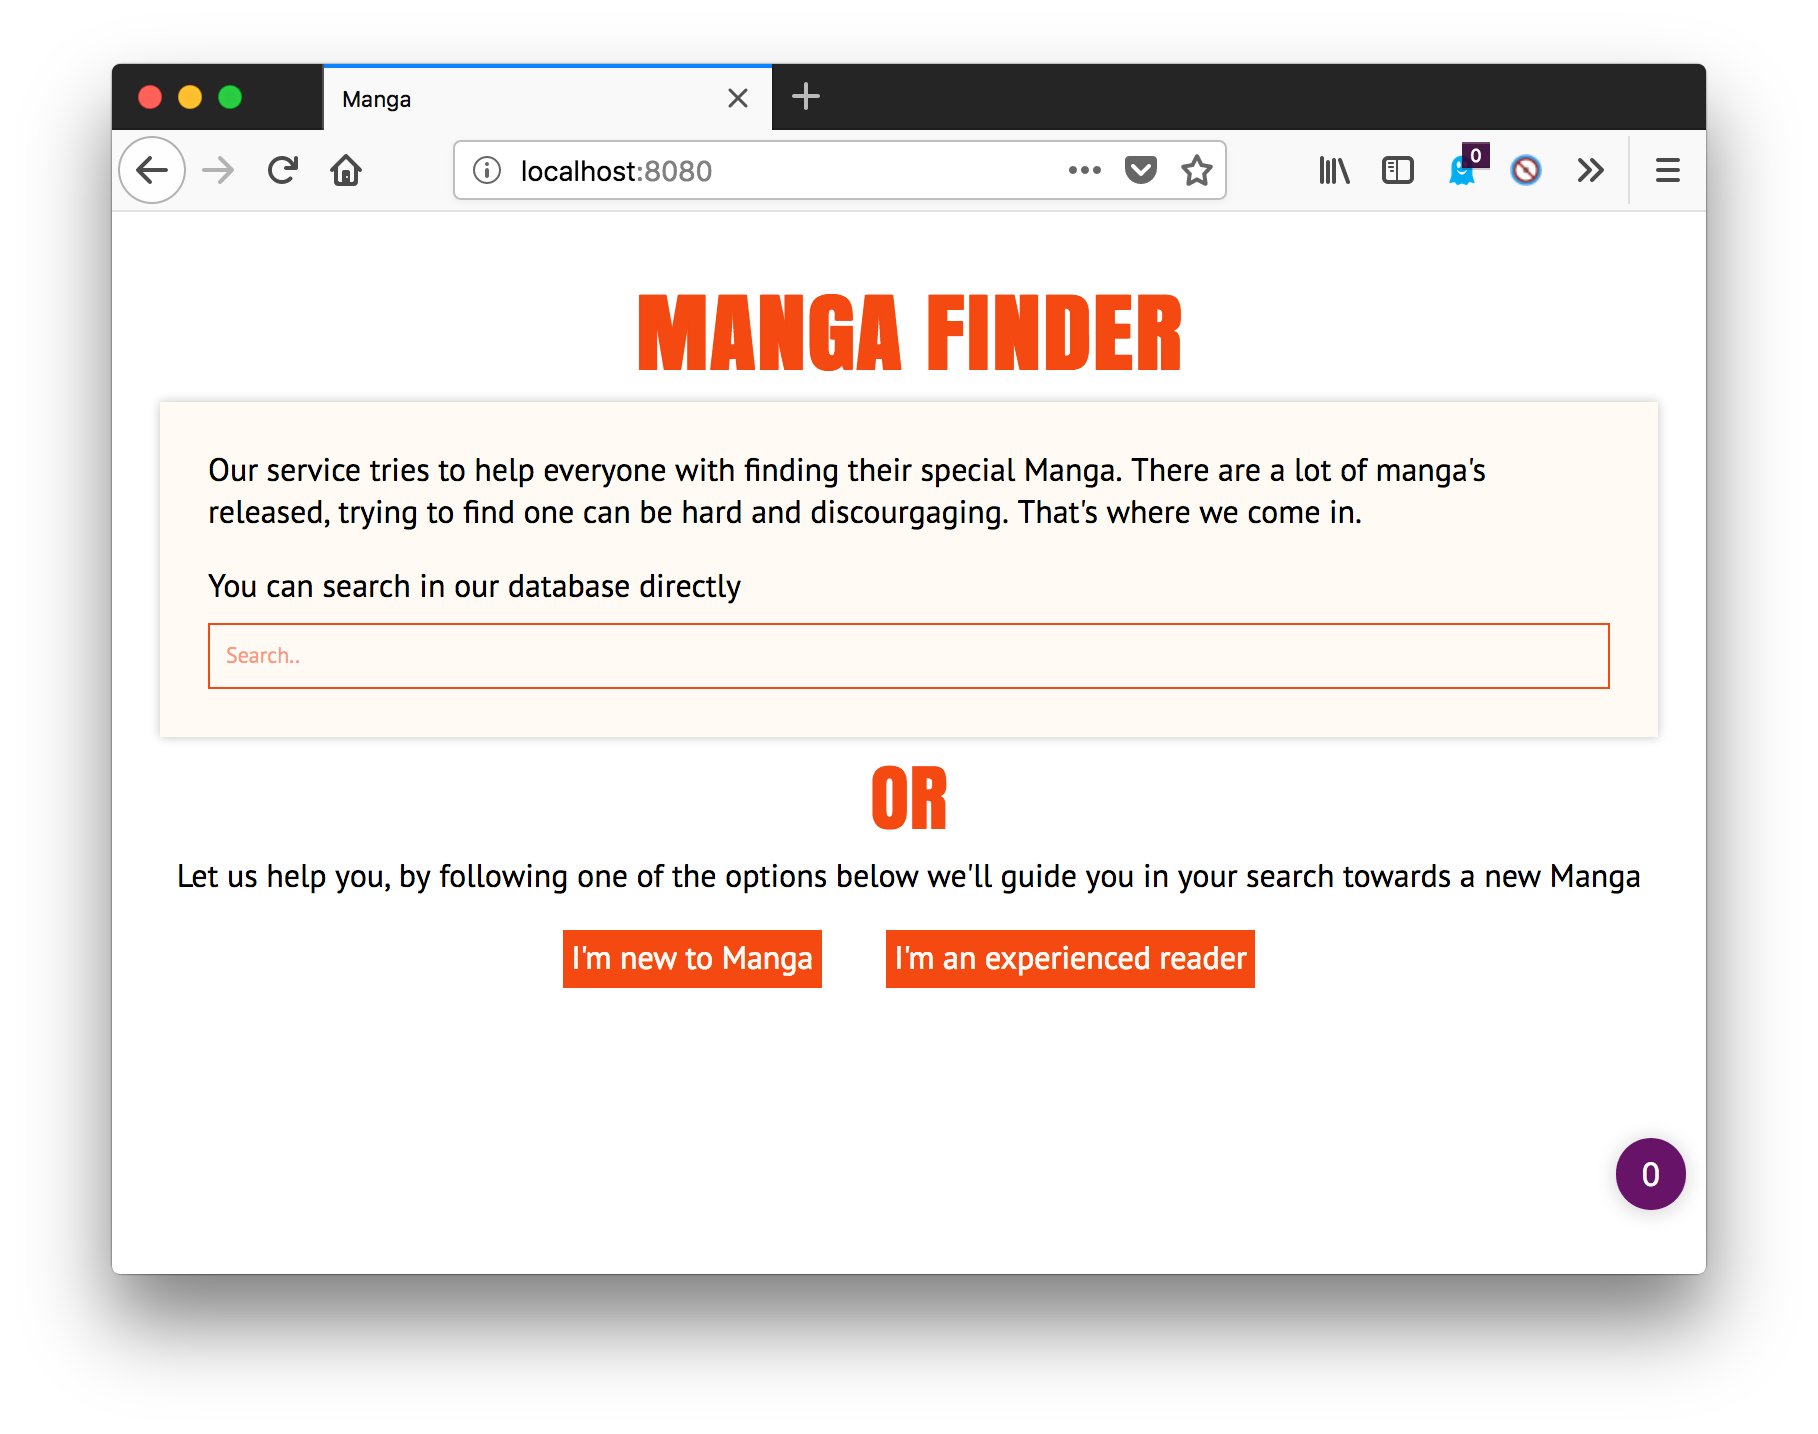 Manga
localhost:8080
0
MANGA FINDER
Our service tries to help everyone with finding their special Manga. There are a lot of manga's
released, trying to find one can be hard and discourgaging. That's where we come in.
You can search in our database directly
Search..
OR
Let us help you, by following one of the options below we'll guide you in your search towards a new Manga
I'm new to Manga
I'm an experienced reader
0